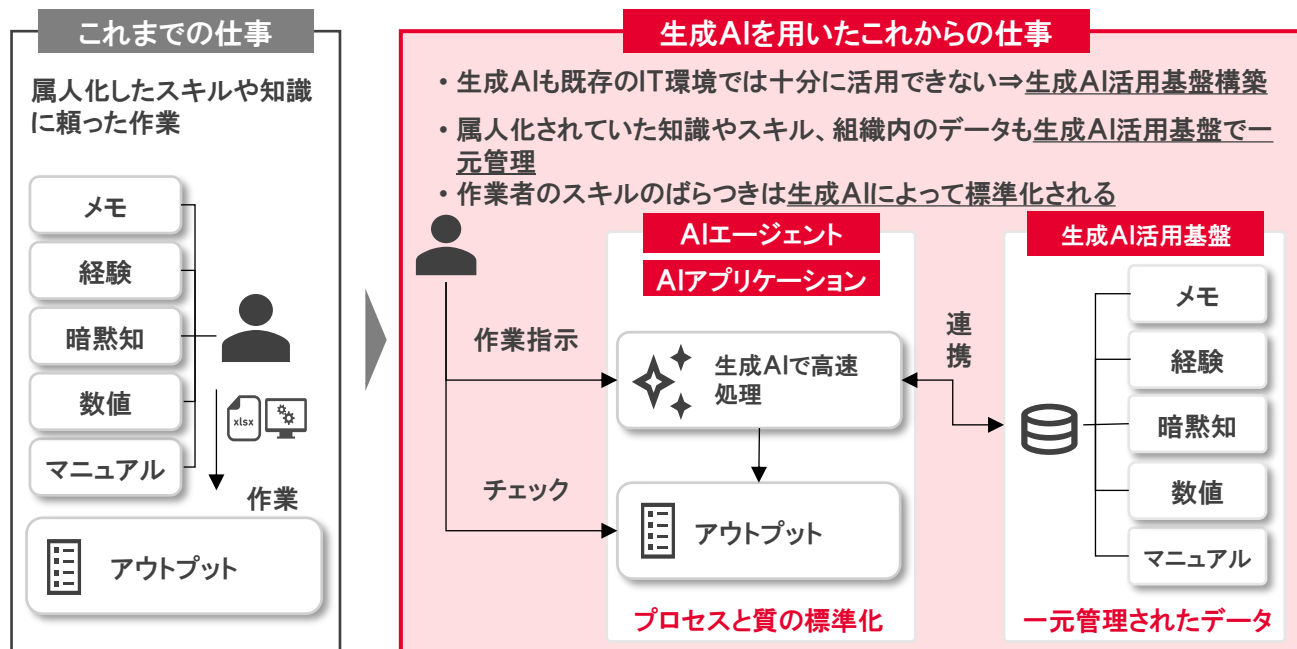 これまでの仕事
属人化したスキルや知識
に頼った作業
メモ
経験
暗黙知
数値
マニュアル
xlsx
作業
アウトプット
生成AIを用いたこれからの仕事
・生成AIも既存のIT環境では十分に活用できない⇒生成AI活用基盤構築
・属人化されていた知識やスキル、組織内のデータも生成AI活用基盤で一
元管理
・作業者のスキルのばらつきは生成AIによって標準化される
作業指示
チェック
AIエージェント
AIアプリケーション
生成AIで高速
処理
アウトプット
プロセスと質の標準化
連
携
生成AI活用基盤
メモ
経験
暗黙知
数値
マニュアル
一元管理されたデータ